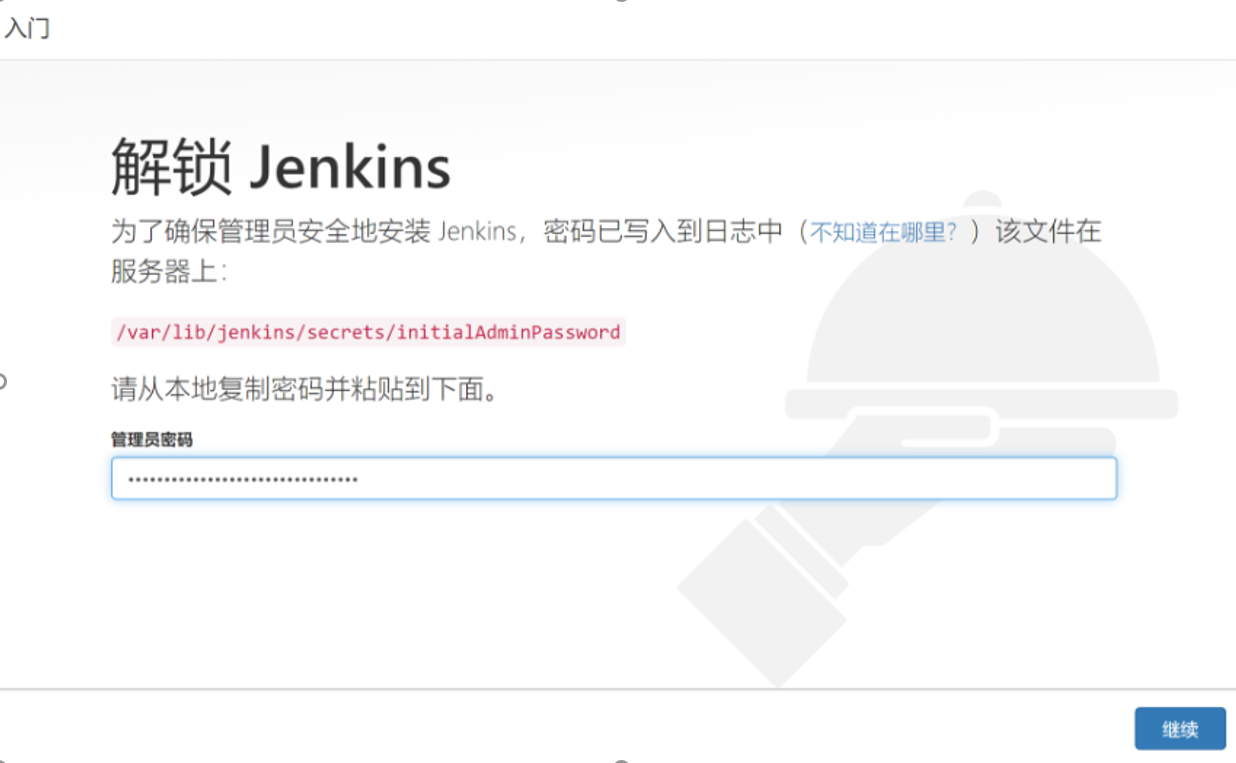 入门
解锁 Jenkins
为了确保管理员安全地安装 Jenkins，密码已写入到日志中（不知道在哪里？）该文件在
服务器上：
/var/lib/jenkins/secrets/initialAdminPassword
请从本地复制密码并粘贴到下面。
管理员密码
••••••••••••••••••••••••••••••••
继续